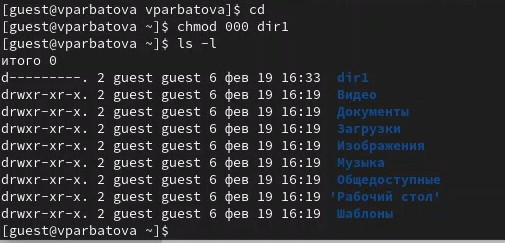 [guest@vparbatova vparbatova]$ cd
[guest@vparbatova ~]$ chmod 000 dir1
[guest@vparbatova ~]$ ls -l
итого 0
d---------. 2 guest guest 6 фев 19 16:33  dir1
drwxr-xr-x. 2 guest guest 6 фев 19 16:19  Видео
drwxr-xr-x. 2 guest guest 6 фев 19 16:19  Документы
drwxr-xr-x. 2 guest guest 6 фев 19 16:19  Загрузки
drwxr-xr-x. 2 guest guest 6 фев 19 16:19  Изображения
drwxr-xr-x. 2 guest guest 6 фев 19 16:19  Музыка
drwxr-xr-x. 2 guest guest 6 фев 19 16:19  Общедоступные
drwxr-xr-x. 2 guest guest 6 фев 19 16:19 'Рабочий стол'
drwxr-xr-x. 2 guest guest 6 фев 19 16:19  Шаблоны
[guest@vparbatova ~]$